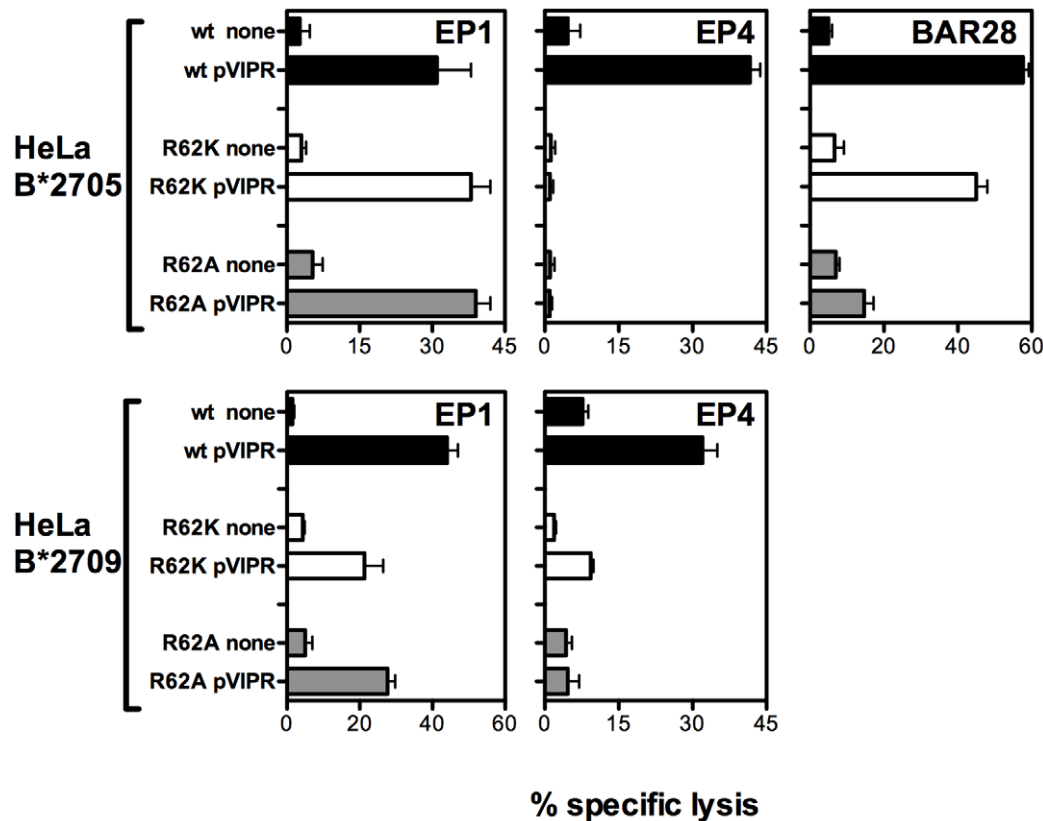 EP1
EP4
BAR28
HeLa
B*2705
wt none
wt pVIPR
R62K none
R62K pVIPR
R62A none
R62A pVIPR
0 15 30 45
0 15 30 45
0 20 40 60
EP1
EP4
HeLa
B*2709
wt none
wt pVIPR
R62K none
R62K pVIPR
R62A none
R62A pVIPR
0 20 40 60
0 15 30 45
% specific lysis